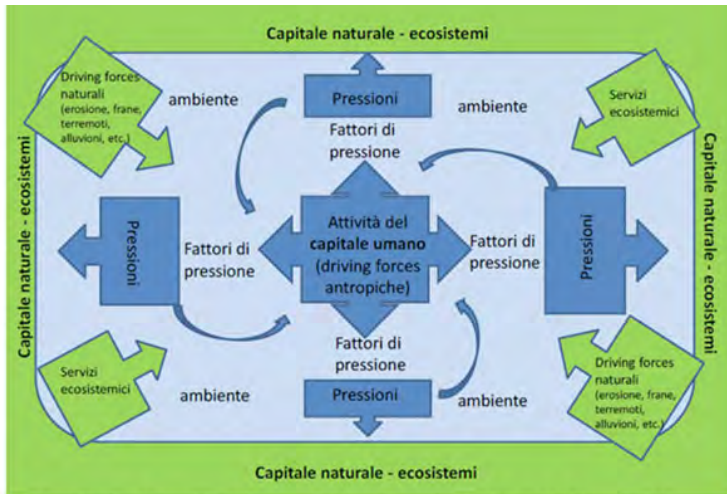 Capitale naturale - ecosistemi
Driving forces
naturali
(erosione, frane,
terremoti,
alluvioni, etc.)
ambiente
Pressioni
ambiente
Servizi
ecosistemici
Fattori di
pressione
Capitale naturale - ecosistemi
Pressioni
Fattori di
pressione
Attività del
capitale umano
(driving forces
antropiche)
Fattori di
pressione
Pressioni
Capitale naturale - ecosistemi
Fattori di
pressione
Servizi
ecosistemici
ambiente
Pressioni
ambiente
Driving forces
naturali
(erosione, frane,
terremoti,
alluvioni, etc.)
Capitale naturale - ecosistemi